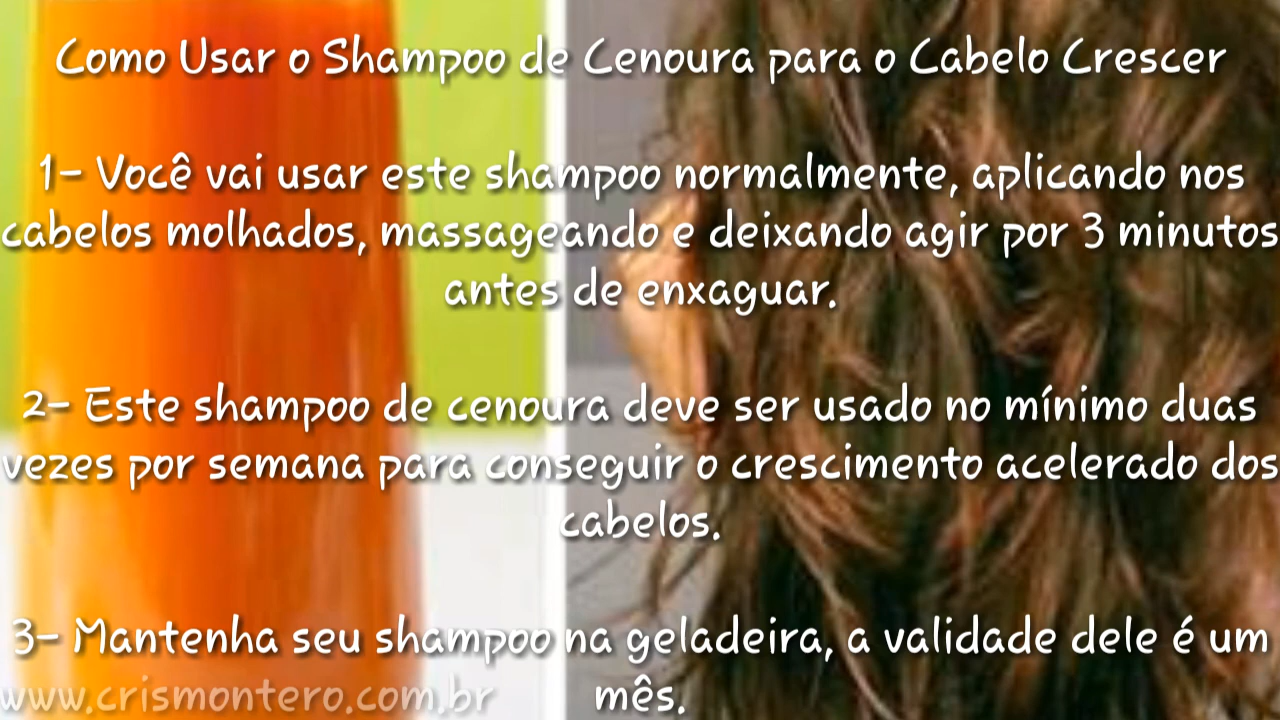 Como Usar o Shampoo de Cenoura para o Cabelo Crescer
1- Você vai usar este shampoo normalmente, aplicando nos
cabelos molhados, massageando e deixando agir por 3 minutos
antes de enxaguar.
2- Este shampoo de cenoura deve ser usado no mínimo duas
vezes por semana para conseguir o crescimento acelerado dos
cabelos.
3- Mantenha seu shampoo na geladeira, a validade dele é um
mês.
www.crismontero.com.br